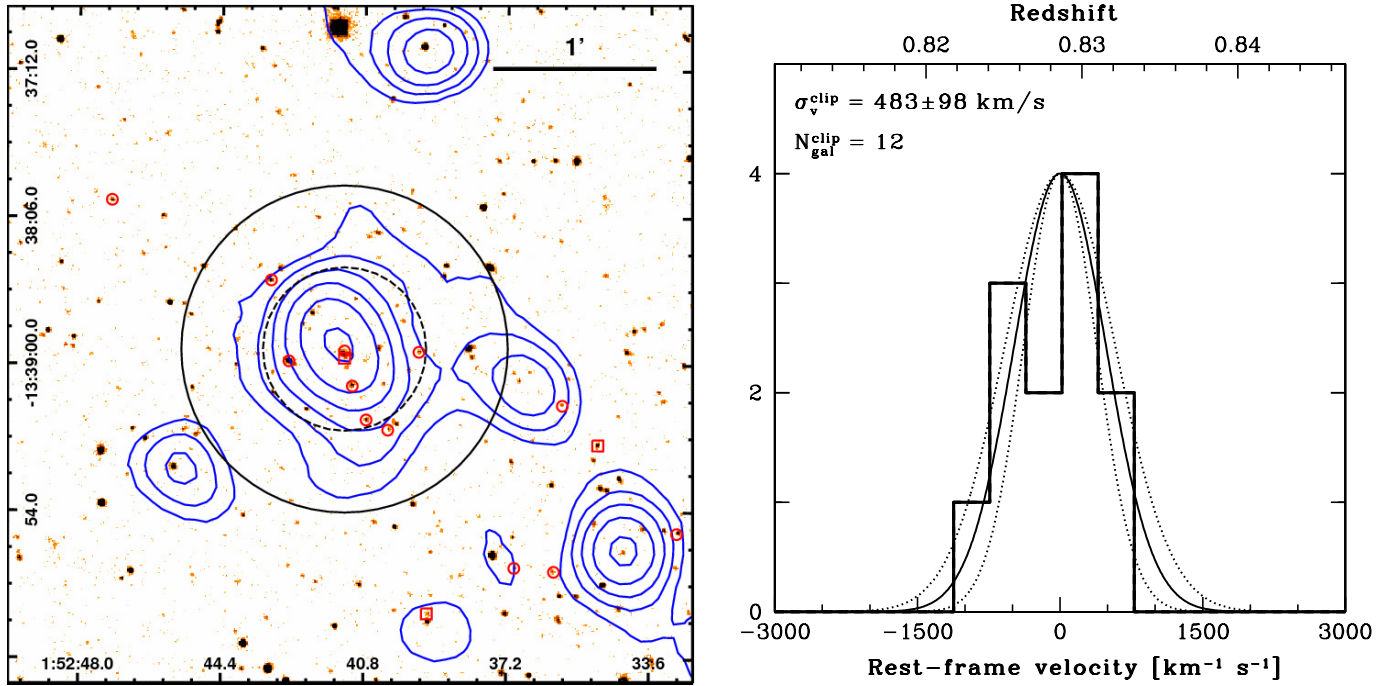 1'
37:12.0
38:06.0
-13:39:00.0
54.0
1:52:48.0 44.4 40.8 37.2 33.6
Redshift
0.82 0.83 0.84
σ_v^clip = 483±98 km/s
N_gal^clip = 12
4
2
0
−3000 −1500 0 1500 3000
Rest−frame velocity [km⁻¹ s⁻¹]